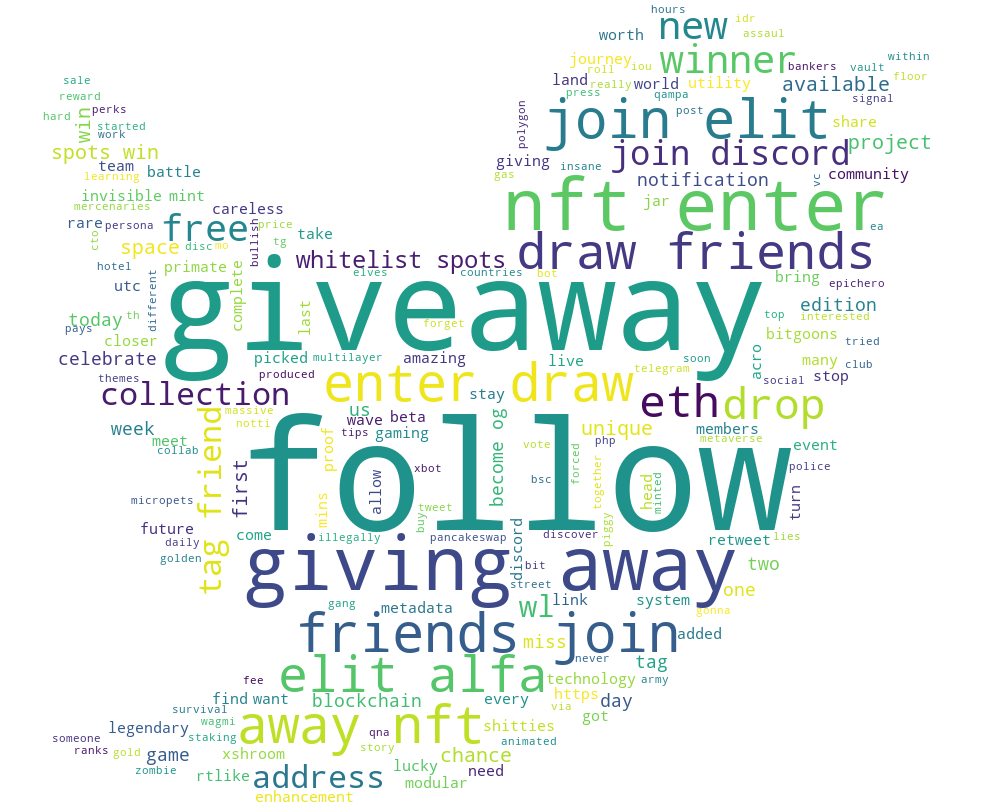 hours
new
idr
worth
assaul
sale
journey
winner
bankers
within
reward
roll
really
iou
land
world
utility
available
vault
floor
hard
perks
win
started
work
press
qampa
signal
polygon
join elit
post
share
spots win
team
giving
insane
join discord
project
learning
battle
gas
notification
vc
community
invisible mint
mercenaries
careless
nft enter
jar
ea
rare
persona
free
bullish
price
take
cto
space
disc
mo
tg
whitelist spots
draw friends
hotel
primate
complete
elves
countries
bot
bring
epichero
utc
different
giveaway
edition
today
th
last
forget
top
interested
pays
closer
bitgoons
tried
celebrate
picked
multilayer
amazing
live
soon
acro
many
club
themes
produced
enter draw
telegram
social
stop
collection
stay
eth
drop
massive
us
week
notti
wave
beta
become og
unique
members
meet
tag friend
tips
gaming
php
metaverse
event
collab
first
proof
follow
xbot
vote
forced
together
head
minted
police
allow
bsc
turn
micropets
mins
tweet
buy
piggy
future
come
illegally
pancakeswap
discord
discover
retweet
lies
daily
golden
giving away
bit
two
street
one
gang
metadata
wl
link
system
gonna
friends join
miss
added
never
tag
fee
elit alfa
technology
army
find
want
blockchain
every
https
day
survival
via
wagmi
got
legendary
staking
away nft
qna
shitties
someone
animated
ranks
gold
game
story
chance
zombie
xshroom
rtlike
address
lucky
need
modular
enhancement